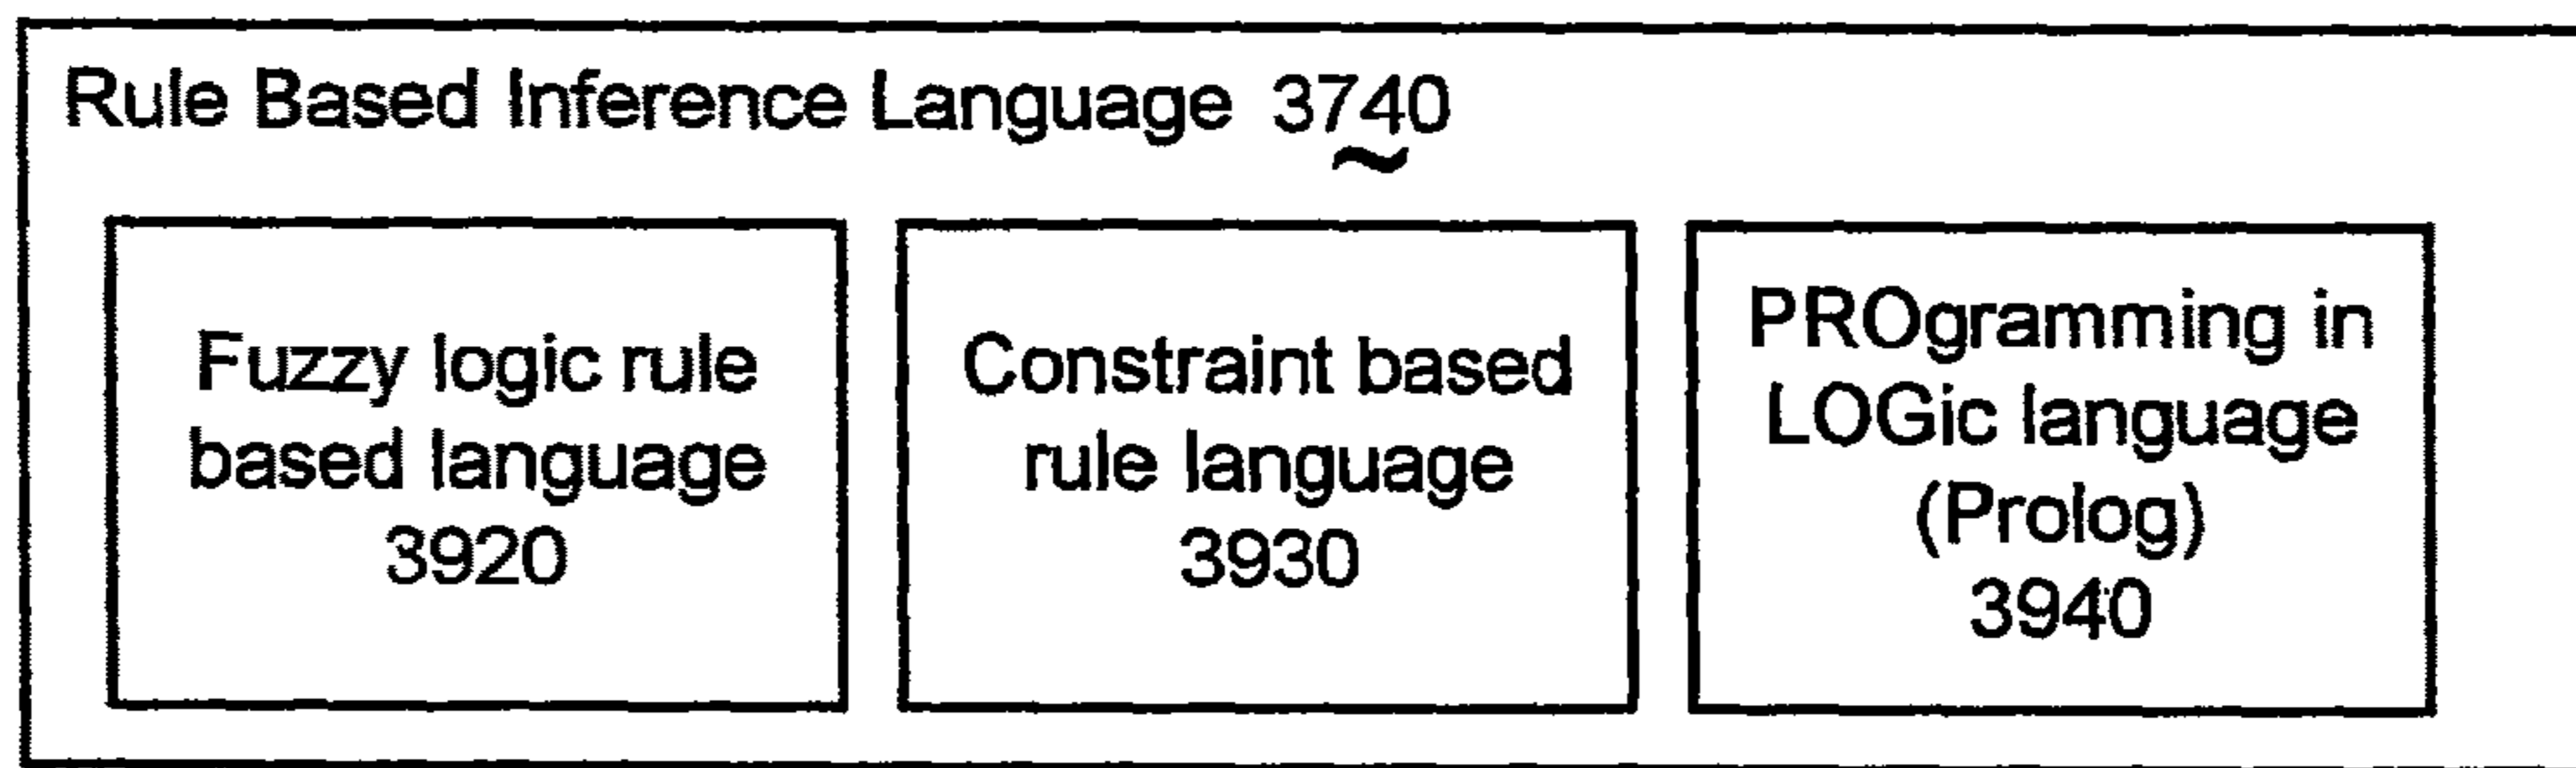 Rule Based Inference Language 3740
Fuzzy logic rule
based language
3920
Constraint based
rule language
3930
PROgramming in
LOGic language
(Prolog)
3940